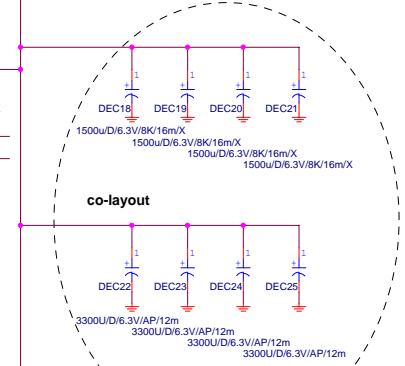 1 1 1 1
+ + + +
DEC18 DEC19 DEC20 DEC21
1500u/D/6.3V/8K/16m/X
1500u/D/6.3V/8K/16m/X
1500u/D/6.3V/8K/16m/X
1500u/D/6.3V/8K/16m/X
co-layout
1 1 1 1
+ + + +
DEC22 DEC23 DEC24 DEC25
3300U/D/6.3V/AP/12m
3300U/D/6.3V/AP/12m
3300U/D/6.3V/AP/12m
3300U/D/6.3V/AP/12m